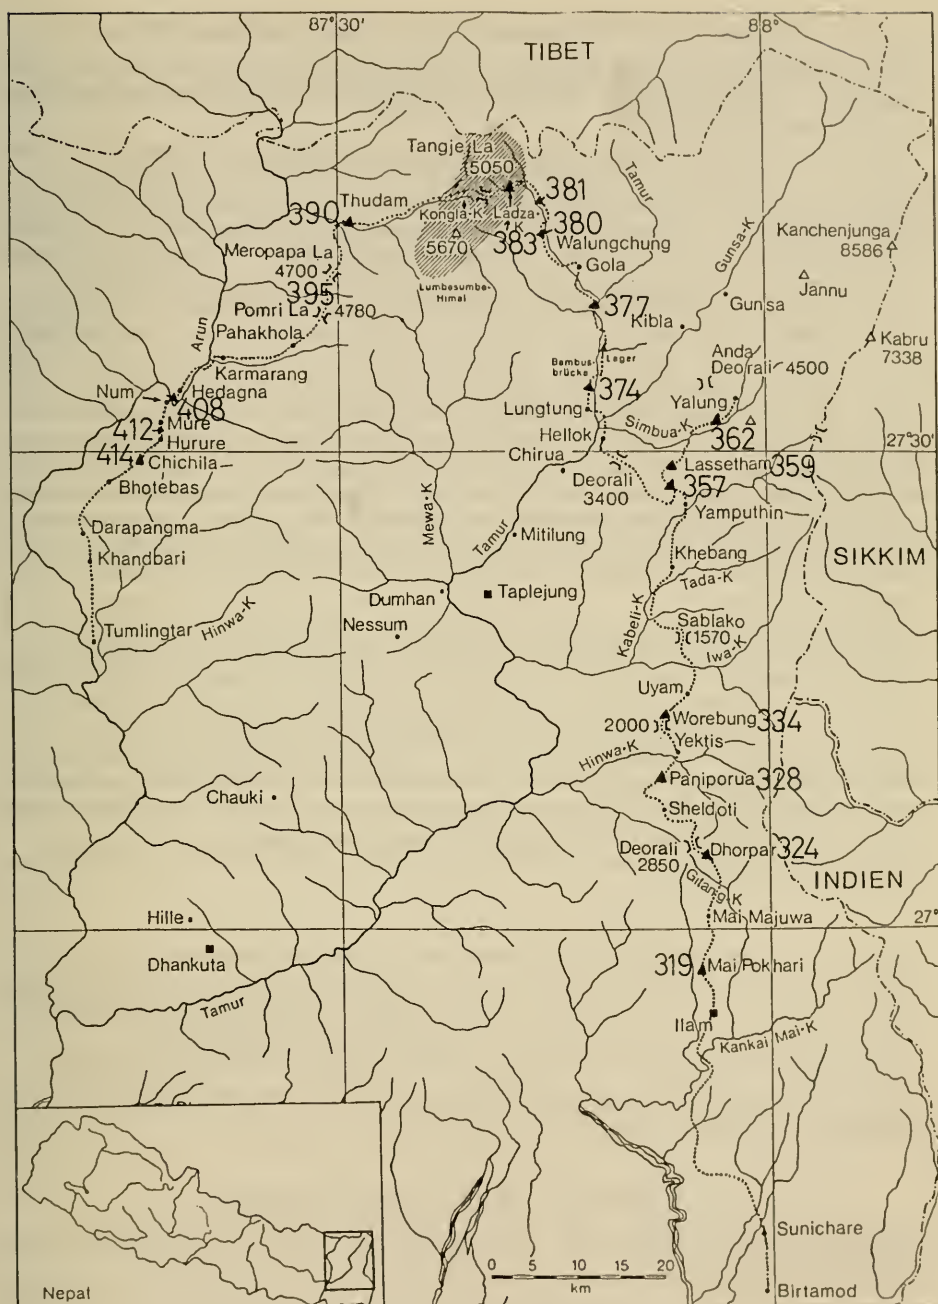 87°30'
88°
TIBET
Tangje La
5050
381
Thudam
390
Kongla-K
Ladza-K
380
5670
383
Walungchung
Gola
Tamur
Gunsa-K
Kanchenjunga
8586
Jannu
Meropapa La
4700
395
Lumbasumba-Himal
Pomri La
4780
377
Kibla
Gunsa
Pahakhola
Arun
Kabru
7338
Karmarang
Bambus-
brücke
Lager
Anda
Deorali 4500
Num
Hedagna
408
374
Yalung
Lungtung
412
Mure
Hurure
Simbua-K
362
Hellok
414
Chichila
Chirua
Lassetham 359
27°30'
Bhotebas
Deorali
3400
357
Yamputhin
Darapangma
Mewa-K
Tamur
Mitilung
Khandbari
Khebang
SIKKIM
Tada-K
Dumhan
Taplejung
Hinwa-K
Nessum
Kabeli-K
Sablako
1570
Tumlingtar
Iwa-K
Uyam
2000
Worebung 334
Yektis
Hinwa-K
Paniporua 328
Chauki
Sheldoti
Deorali
2850
Dhorpar 324
Gitang-K
INDIEN
Hille
Mai Majuwa
27°
Dhankuta
319
Mai Pokhari
Tamur
Ilam
Kankai Mai-K
Sunichare
0 5 10 15 20
km
Nepal
Birtamod